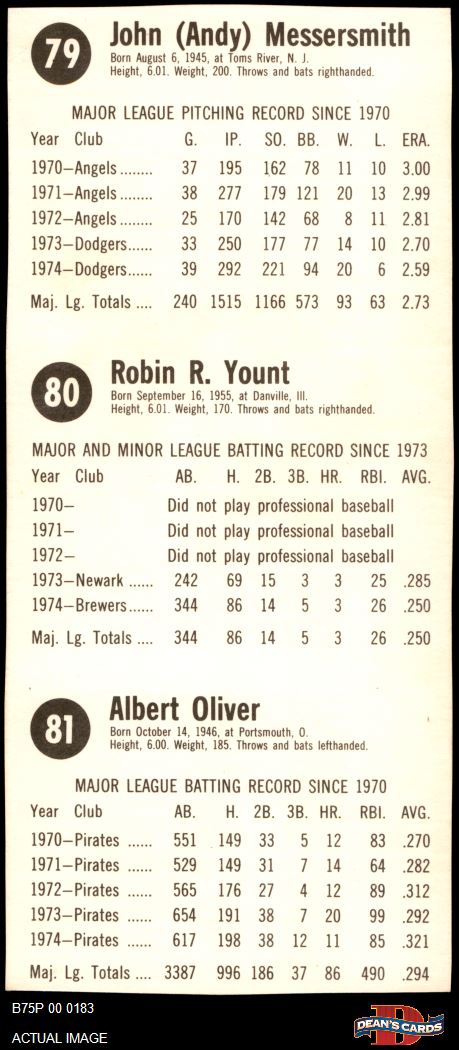 79
John (Andy) Messersmith
Born August 6, 1945, at Toms River, N. J.
Height, 6.01. Weight, 200. Throws and bats righthanded.
MAJOR LEAGUE PITCHING RECORD SINCE 1970
Year Club G. IP. SO. BB. W. L. ERA.
1970—Angels ........ 37 195 162 78 11 10 3.00
1971—Angels ........ 38 277 179 121 20 13 2.99
1972—Angels ........ 25 170 142 68 8 11 2.81
1973—Dodgers...... 33 250 177 77 14 10 2.70
1974—Dodgers...... 39 292 221 94 20 6 2.59
Maj. Lg. Totals .... 240 1515 1166 573 93 63 2.73
80
Robin R. Yount
Born September 16, 1955, at Danville, Ill.
Height, 6.01. Weight, 170. Throws and bats righthanded.
MAJOR AND MINOR LEAGUE BATTING RECORD SINCE 1973
Year Club AB. H. 2B. 3B. HR. RBI. AVG.
1970— Did not play professional baseball
1971— Did not play professional baseball
1972— Did not play professional baseball
1973—Newark ...... 242 69 15 3 3 25 .285
1974—Brewers...... 344 86 14 5 3 26 .250
Maj. Lg. Totals .... 344 86 14 5 3 26 .250
81
Albert Oliver
Born October 14, 1946, at Portsmouth, O.
Height, 6.00. Weight, 185. Throws and bats lefthanded.
MAJOR LEAGUE BATTING RECORD SINCE 1970
Year Club AB. H. 2B. 3B. HR. RBI. AVG.
1970—Pirates ...... 551 149 33 5 12 83 .270
1971—Pirates ...... 529 149 31 7 14 64 .282
1972—Pirates ...... 565 176 27 4 12 89 .312
1973—Pirates ...... 654 191 38 7 20 99 .292
1974—Pirates ...... 617 198 38 12 11 85 .321
Maj. Lg. Totals .... 3387 996 186 37 86 490 .294
B75P 00 0183
ACTUAL IMAGE
D
DEAN'S CARDS